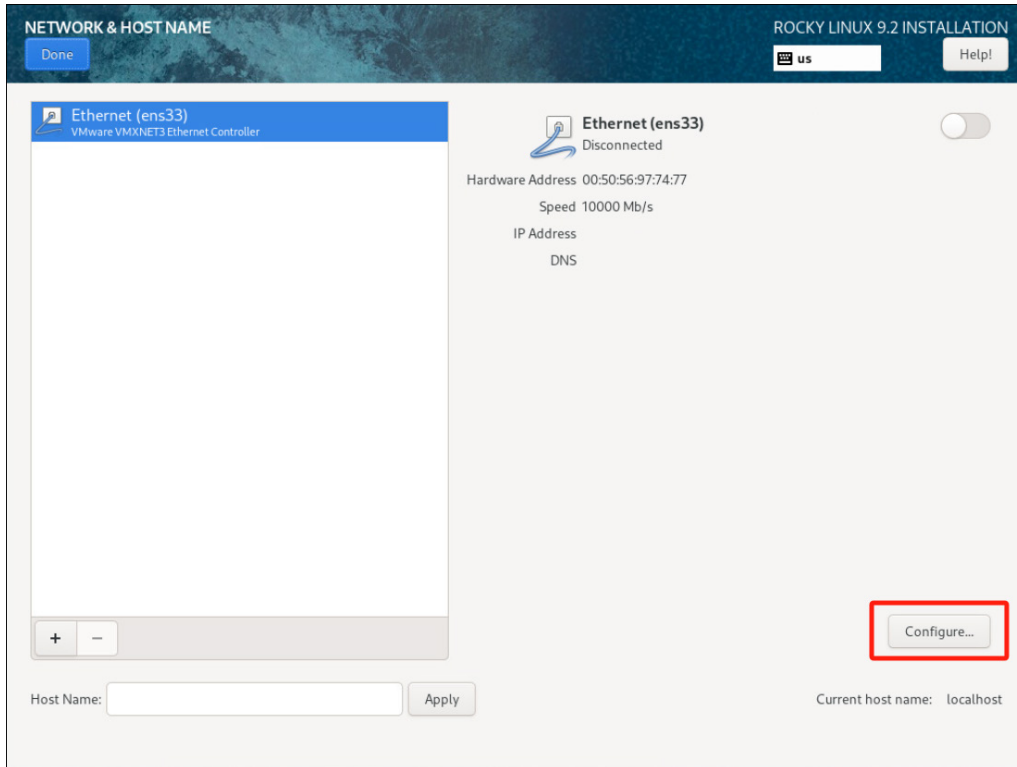 NETWORK & HOST NAME
ROCKY LINUX 9.2 INSTALLATION
Done
us
Help!
Ethernet (ens33)
VMware VMXNET3 Ethernet Controller
Ethernet (ens33)
Disconnected
Hardware Address 00:50:56:97:74:77
Speed 10000 Mb/s
IP Address
DNS
+ −
Configure...
Host Name:
Apply
Current host name: localhost